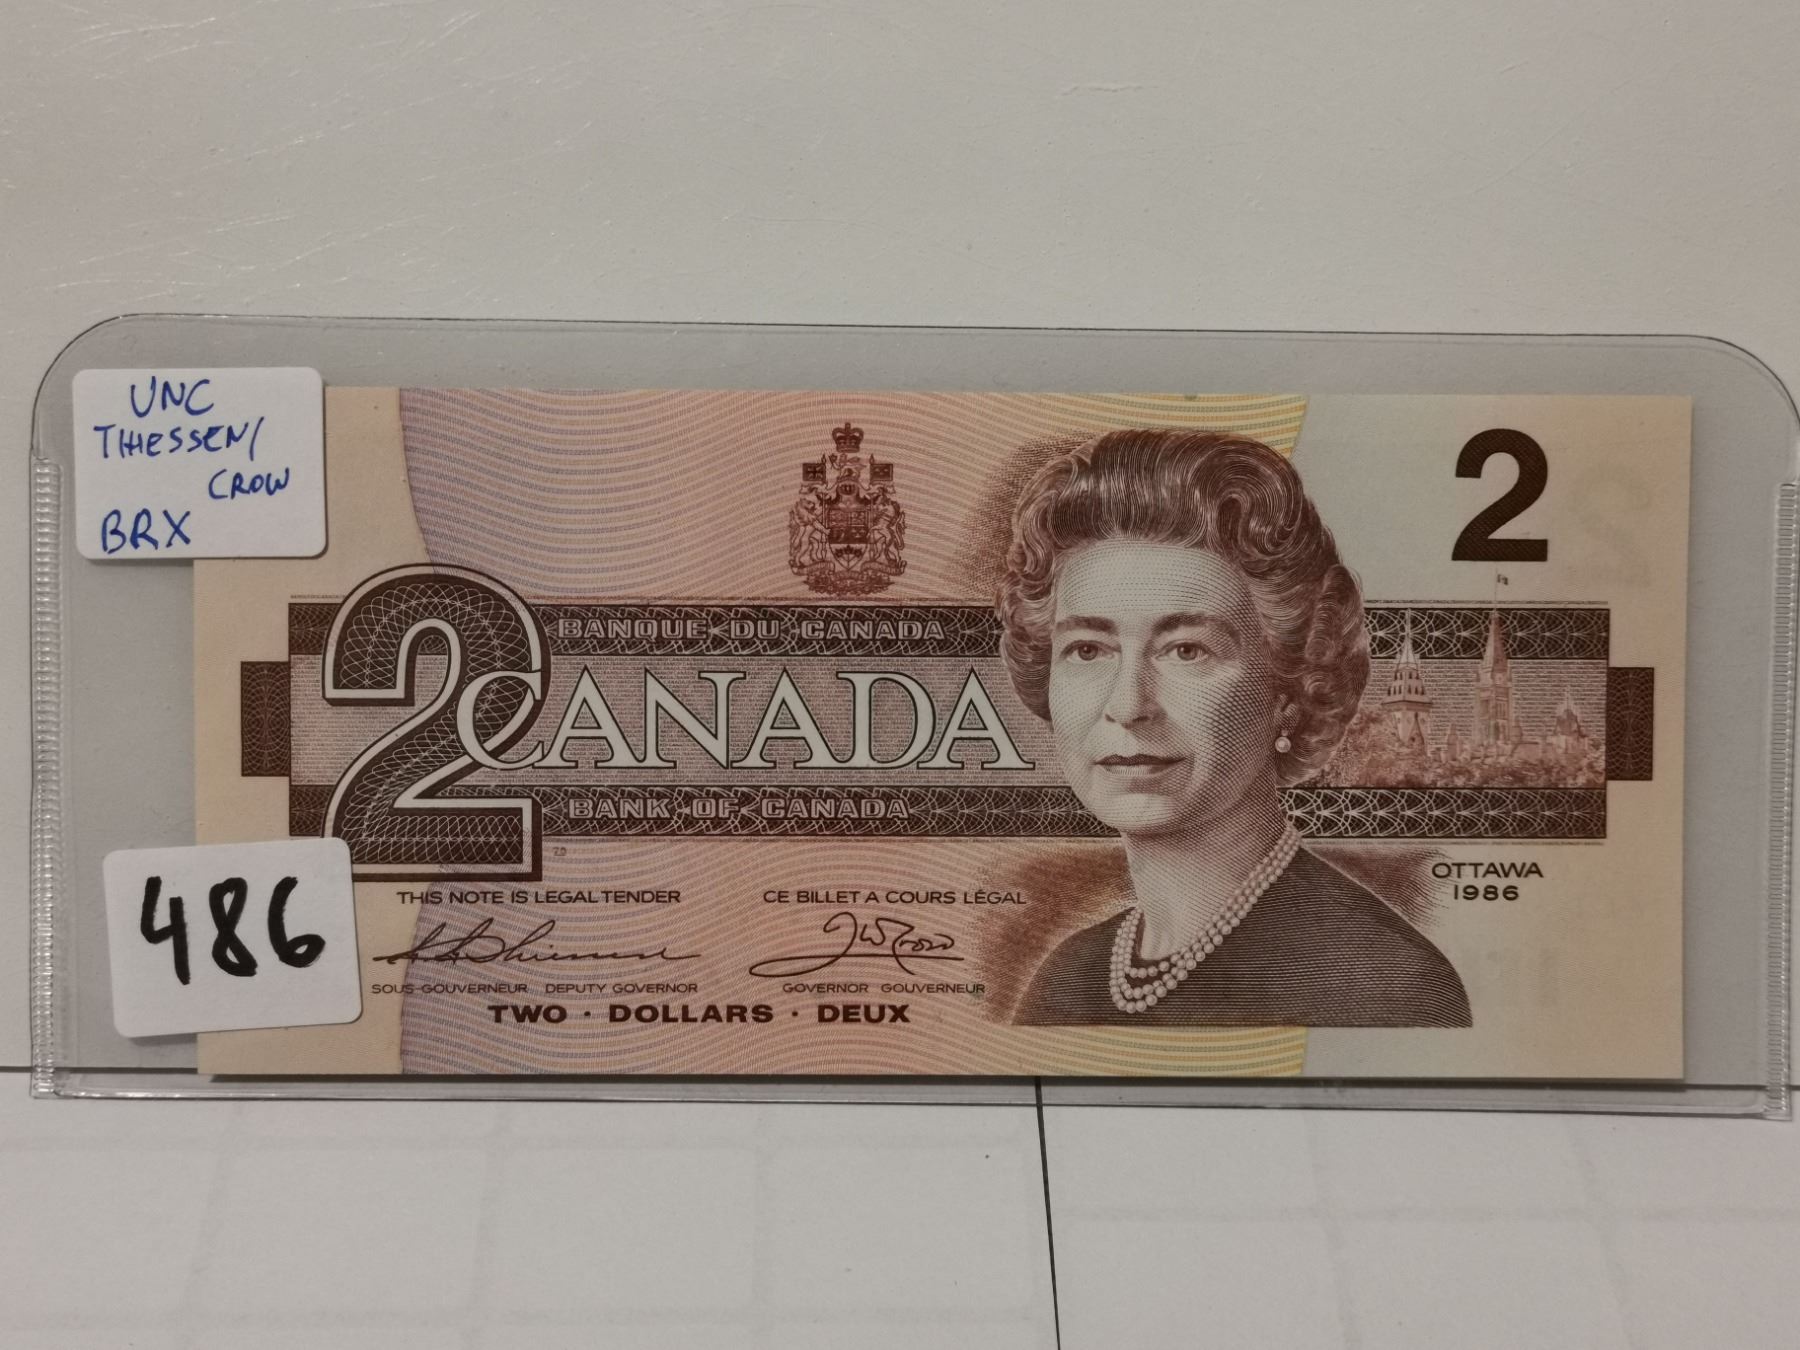 UNC
THIESSEN/
CROW
BRX
486
2
2
BANQUE DU CANADA
CANADA
BANK OF CANADA
OTTAWA
1986
THIS NOTE IS LEGAL TENDER
CE BILLET A COURS LÉGAL
SOUS-GOUVERNEUR DEPUTY GOVERNOR
GOVERNOR GOUVERNEUR
TWO · DOLLARS · DEUX